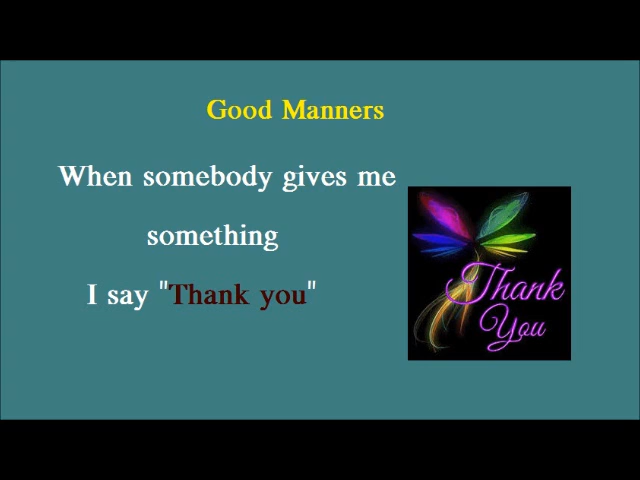 Good Manners
When somebody gives me
something
I say "Thank you"
Thank
You